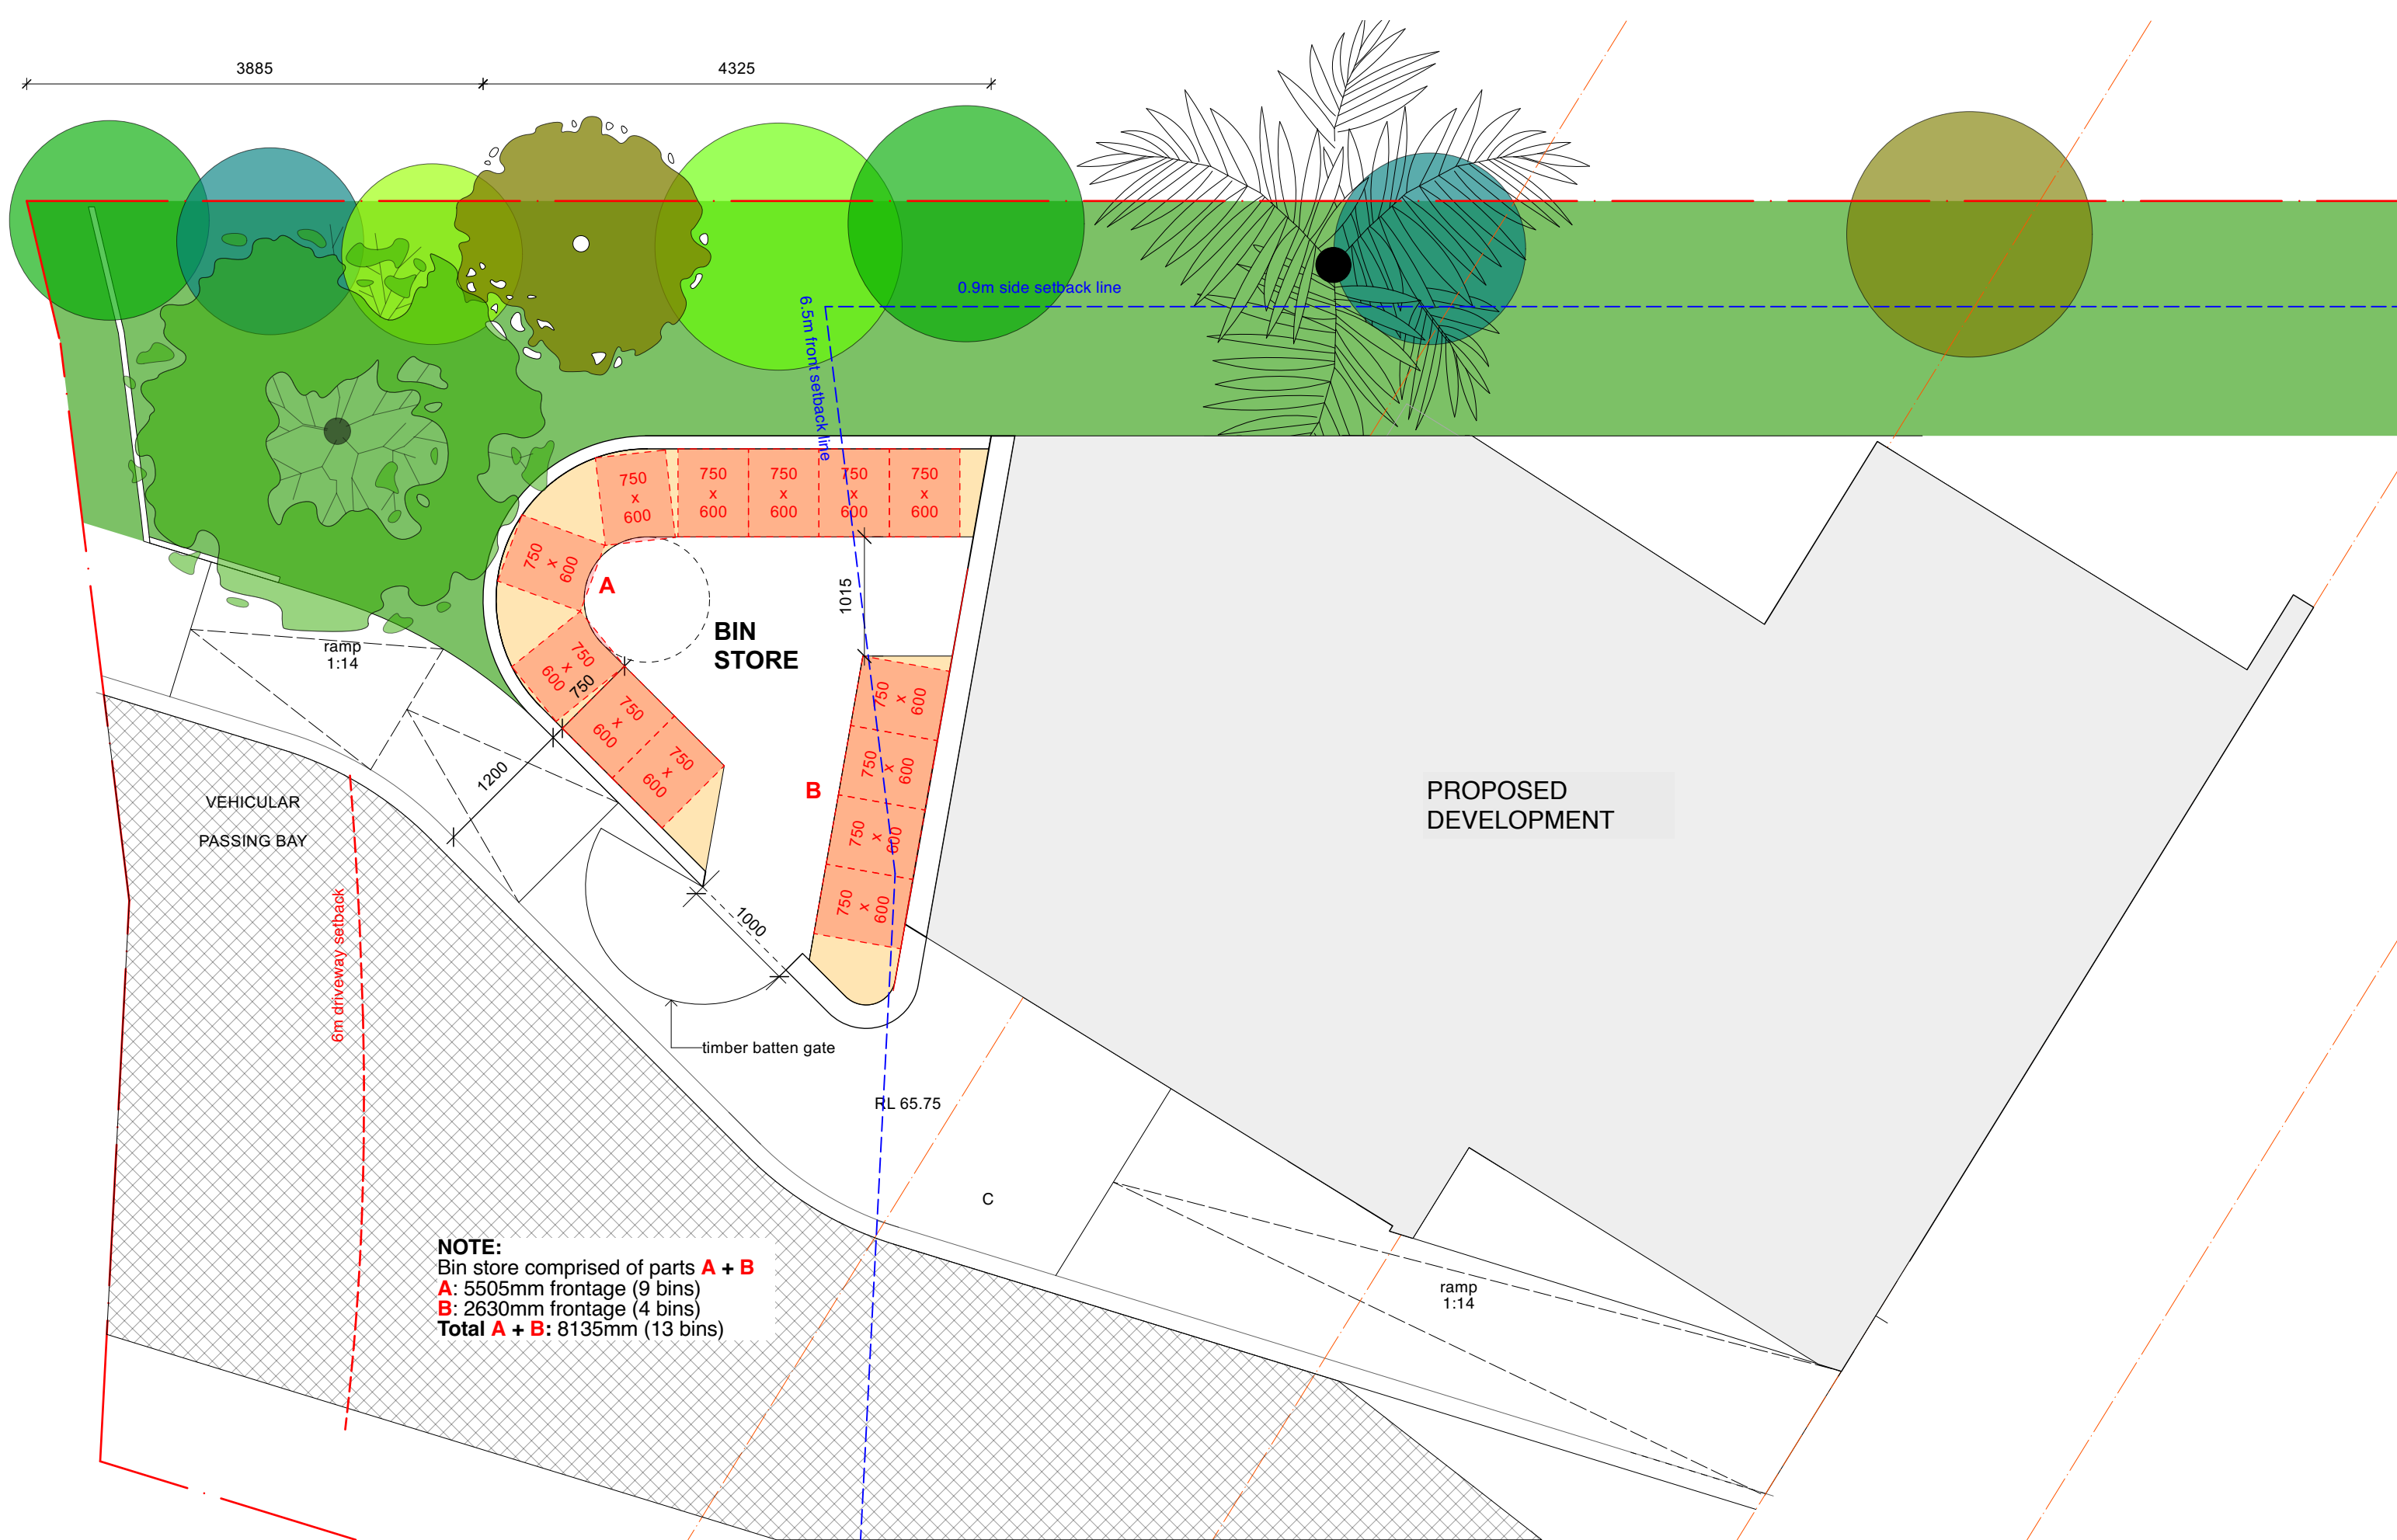 3885
4325
0.9m side setback line
6.5m front setback line
750
x
600
750
x
600
750
x
600
750
x
600
750
x
600
750
x
600
A
1015
BIN
STORE
ramp
1:14
750
x
600
750
750
x
600
750
x
600
750
x
600
750
x
600
750
x
600
750
x
600
B
1200
VEHICULAR
PASSING BAY
PROPOSED
DEVELOPMENT
6m driveway setback
1000
timber batten gate
RL 65.75
C
NOTE:
Bin store comprised of parts A + B
A: 5505mm frontage (9 bins)
B: 2630mm frontage (4 bins)
Total A + B: 8135mm (13 bins)
ramp
1:14